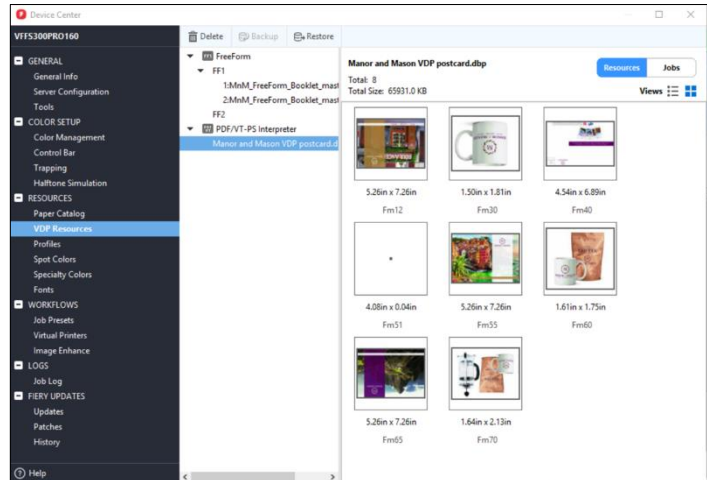 Device Center
VFFS300PRO160
GENERAL
General Info
Server Configuration
Tools
COLOR SETUP
Color Management
Control Bar
Trapping
Halftone Simulation
RESOURCES
Paper Catalog
VDP Resources
Profiles
Spot Colors
Specialty Colors
Fonts
WORKFLOWS
Job Presets
Virtual Printers
Image Enhance
LOGS
Job Log
FIERY UPDATES
Updates
Patches
History
Help
Delete Backup Restore
FreeForm
FF1
1:MnM_FreeForm_Booklet_mast
2:MnM_FreeForm_Booklet_mast
FF2
PDF/VT-PS Interpreter
Manor and Mason VDP postcard.d
Manor and Mason VDP postcard.dbp
Total: 8
Total Size: 65931.0 KB
Resources Jobs
Views
5.26in x 7.26in 1.50in x 1.81in 4.54in x 6.89in
Fm12 Fm30 Fm40
4.08in x 0.04in 5.26in x 7.26in 1.61in x 1.75in
Fm51 Fm55 Fm60
5.26in x 7.26in 1.64in x 2.13in
Fm65 Fm70